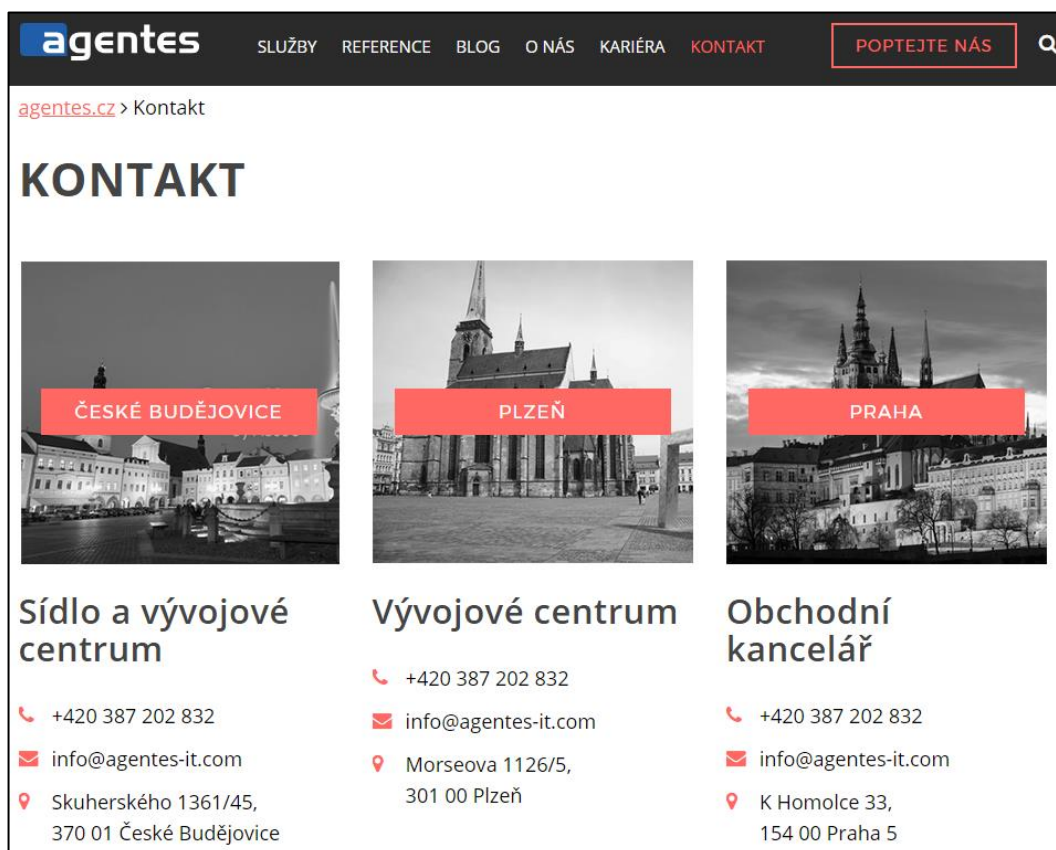 agentes
SLUŽBY REFERENCE BLOG O NÁS KARIÉRA KONTAKT POPTEJTE NÁS
agentes.cz > Kontakt
KONTAKT
ČESKÉ BUDĚJOVICE
Sídlo a vývojové
centrum
+420 387 202 832
info@agentes-it.com
Skuherského 1361/45,
370 01 České Budějovice
PLZEŇ
Vývojové centrum
+420 387 202 832
info@agentes-it.com
Morseova 1126/5,
301 00 Plzeň
PRAHA
Obchodní
kancelář
+420 387 202 832
info@agentes-it.com
K Homolce 33,
154 00 Praha 5